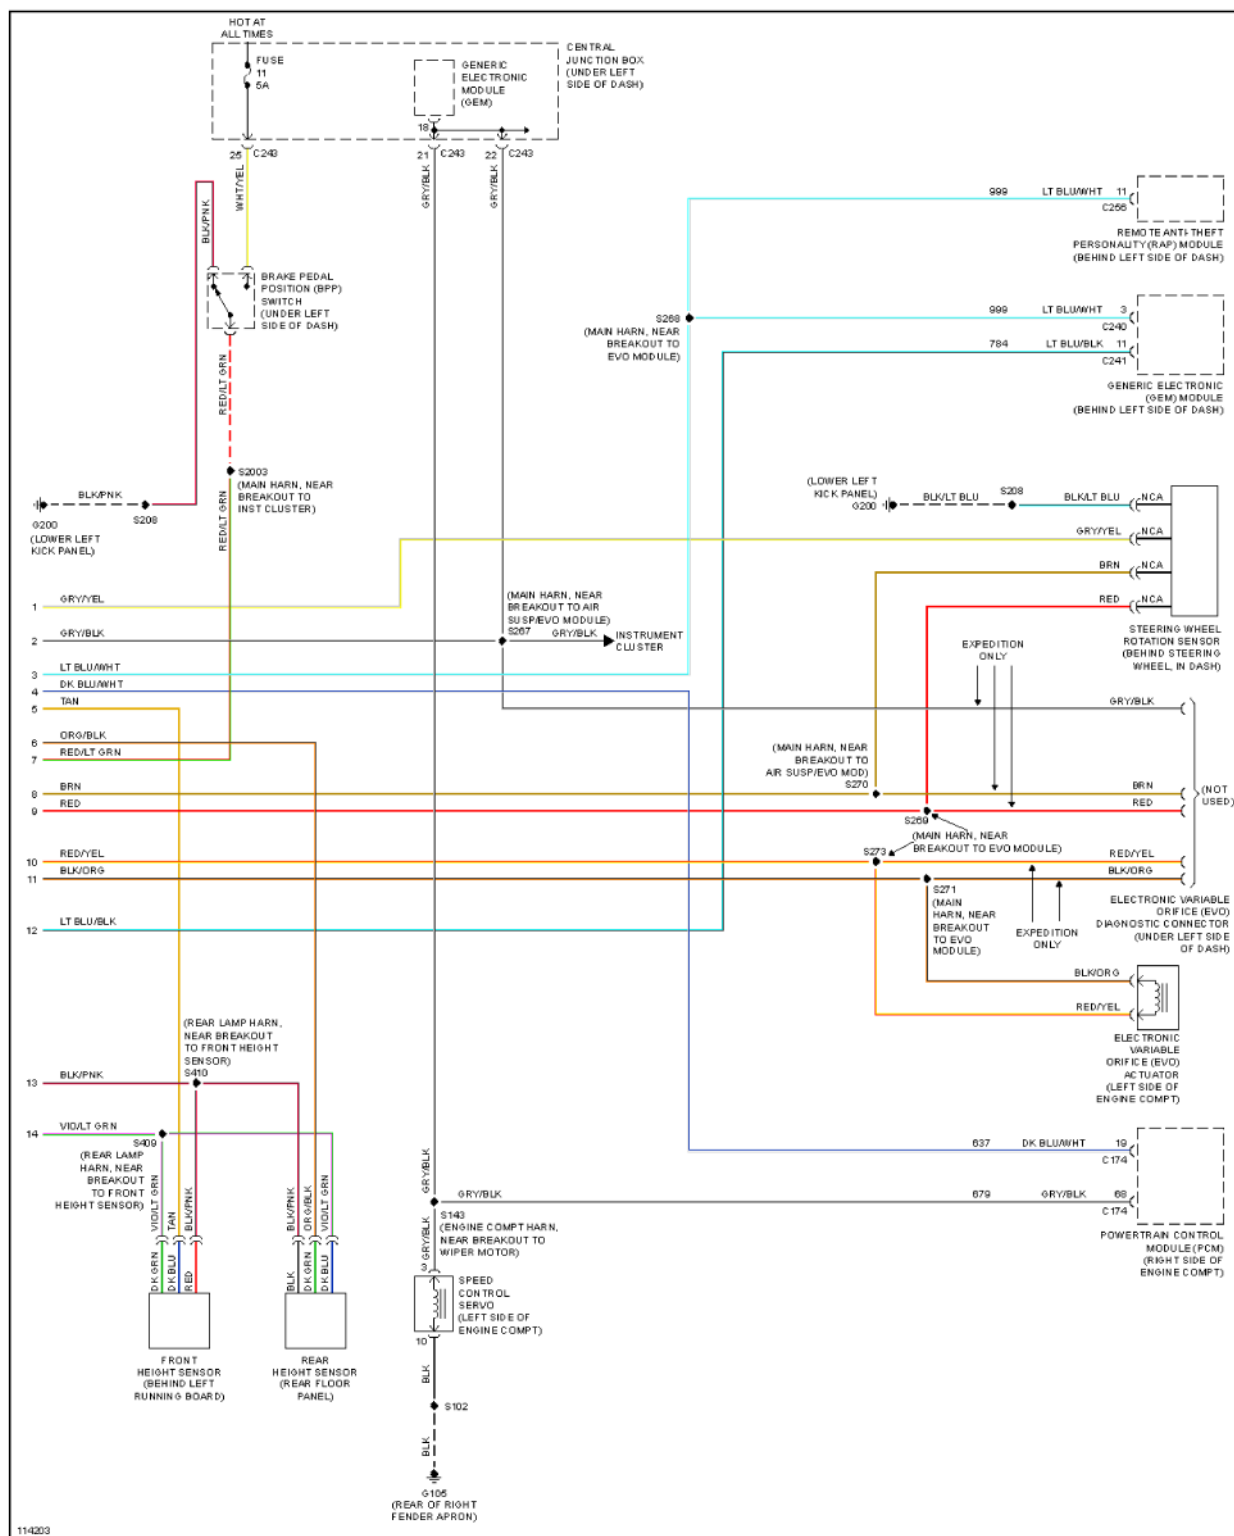 HOT AT
ALL TIMES
FUSE
11
5A
GENERIC
ELECTRONIC
MODULE
(GEM)
CENTRAL
JUNCTION BOX
(UNDER LEFT
SIDE OF DASH)
18
25
C243
21
C243
22
C243
WHT/YEL
GRY/BLK
GRY/BLK
BLK/PNK
BRAKE PEDAL
POSITION (BPP)
SWITCH
(UNDER LEFT
SIDE OF DASH)
RED/LT GRN
S2003
(MAIN HARN, NEAR
BREAKOUT TO
INST CLUSTER)
RED/LT GRN
BLK/PNK
G200
(LOWER LEFT
KICK PANEL)
S208
999
LT BLU/WHT
11
C256
REMOTE ANTI-THEFT
PERSONALITY (RAP) MODULE
(BEHIND LEFT SIDE OF DASH)
S268
(MAIN HARN, NEAR
BREAKOUT TO
EVO MODULE)
999
LT BLU/WHT
3
C240
784
LT BLU/BLK
11
C241
GENERIC ELECTRONIC
(GEM) MODULE
(BEHIND LEFT SIDE OF DASH)
(LOWER LEFT
KICK PANEL)
G200
BLK/LT BLU
S208
BLK/LT BLU
NCA
GRY/YEL
NCA
BRN
NCA
RED
NCA
STEERING WHEEL
ROTATION SENSOR
(BEHIND STEERING
WHEEL, IN DASH)
1
GRY/YEL
2
GRY/BLK
3
LT BLU/WHT
4
DK BLU/WHT
5
TAN
6
ORG/BLK
7
RED/LT GRN
8
BRN
9
RED
10
RED/YEL
11
BLK/ORG
12
LT BLU/BLK
13
BLK/PNK
14
VIO/LT GRN
(MAIN HARN, NEAR
BREAKOUT TO AIR
SUSP/EVO MODULE)
S267
GRY/BLK
INSTRUMENT
CLUSTER
EXPEDITION
ONLY
GRY/BLK
(MAIN HARN, NEAR
BREAKOUT TO
AIR SUSP/EVO MOD)
S270
BRN
RED
(NOT
USED)
S269
(MAIN HARN, NEAR
BREAKOUT TO EVO MODULE)
S273
RED/YEL
BLK/ORG
S271
(MAIN
HARN, NEAR
BREAKOUT
TO EVO
MODULE)
EXPEDITION
ONLY
ELECTRONIC VARIABLE
ORIFICE (EVO)
DIAGNOSTIC CONNECTOR
(UNDER LEFT SIDE
OF DASH)
BLK/ORG
RED/YEL
ELECTRONIC
VARIABLE
ORIFICE (EVO)
ACTUATOR
(LEFT SIDE OF
ENGINE COMPT)
(REAR LAMP HARN,
NEAR BREAKOUT
TO FRONT HEIGHT
SENSOR)
S410
S409
(REAR LAMP
HARN, NEAR
BREAKOUT
TO FRONT
HEIGHT SENSOR)
VIO/LT GRN
TAN
BLK/PNK
BLK/PNK
ORG/BLK
VIO/LT GRN
DK GRN
DK BLU
RED
BLK
DK GRN
DK BLU
FRONT
HEIGHT SENSOR
(BEHIND LEFT
RUNNING BOARD)
REAR
HEIGHT SENSOR
(REAR FLOOR
PANEL)
GRY/BLK
GRY/BLK
S143
(ENGINE COMPT HARN,
NEAR BREAKOUT TO
WIPER MOTOR)
GRY/BLK
3
SPEED
CONTROL
SERVO
(LEFT SIDE OF
ENGINE COMPT)
10
BLK
S102
BLK
G105
(REAR OF RIGHT
FENDER APRON)
637
DK BLU/WHT
19
C174
679
GRY/BLK
68
C174
POWERTRAIN CONTROL
MODULE (PCM)
(RIGHT SIDE OF
ENGINE COMPT)
114203